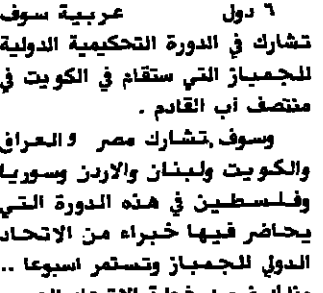 ٦ دول عربية سوف
تشارك في الدورة التحكيمية الدولية
للجمباز التي ستقام في الكويت في
منتصف آب القادم .
وسوف تشارك مصر والعراق
والكويت ولبنان والاردن وسوريا
وفلسطين في هذه الدورة التي
يحاضر فيها خبراء من الاتحاد
الدولي للجمباز وتستمر اسبوعا ..